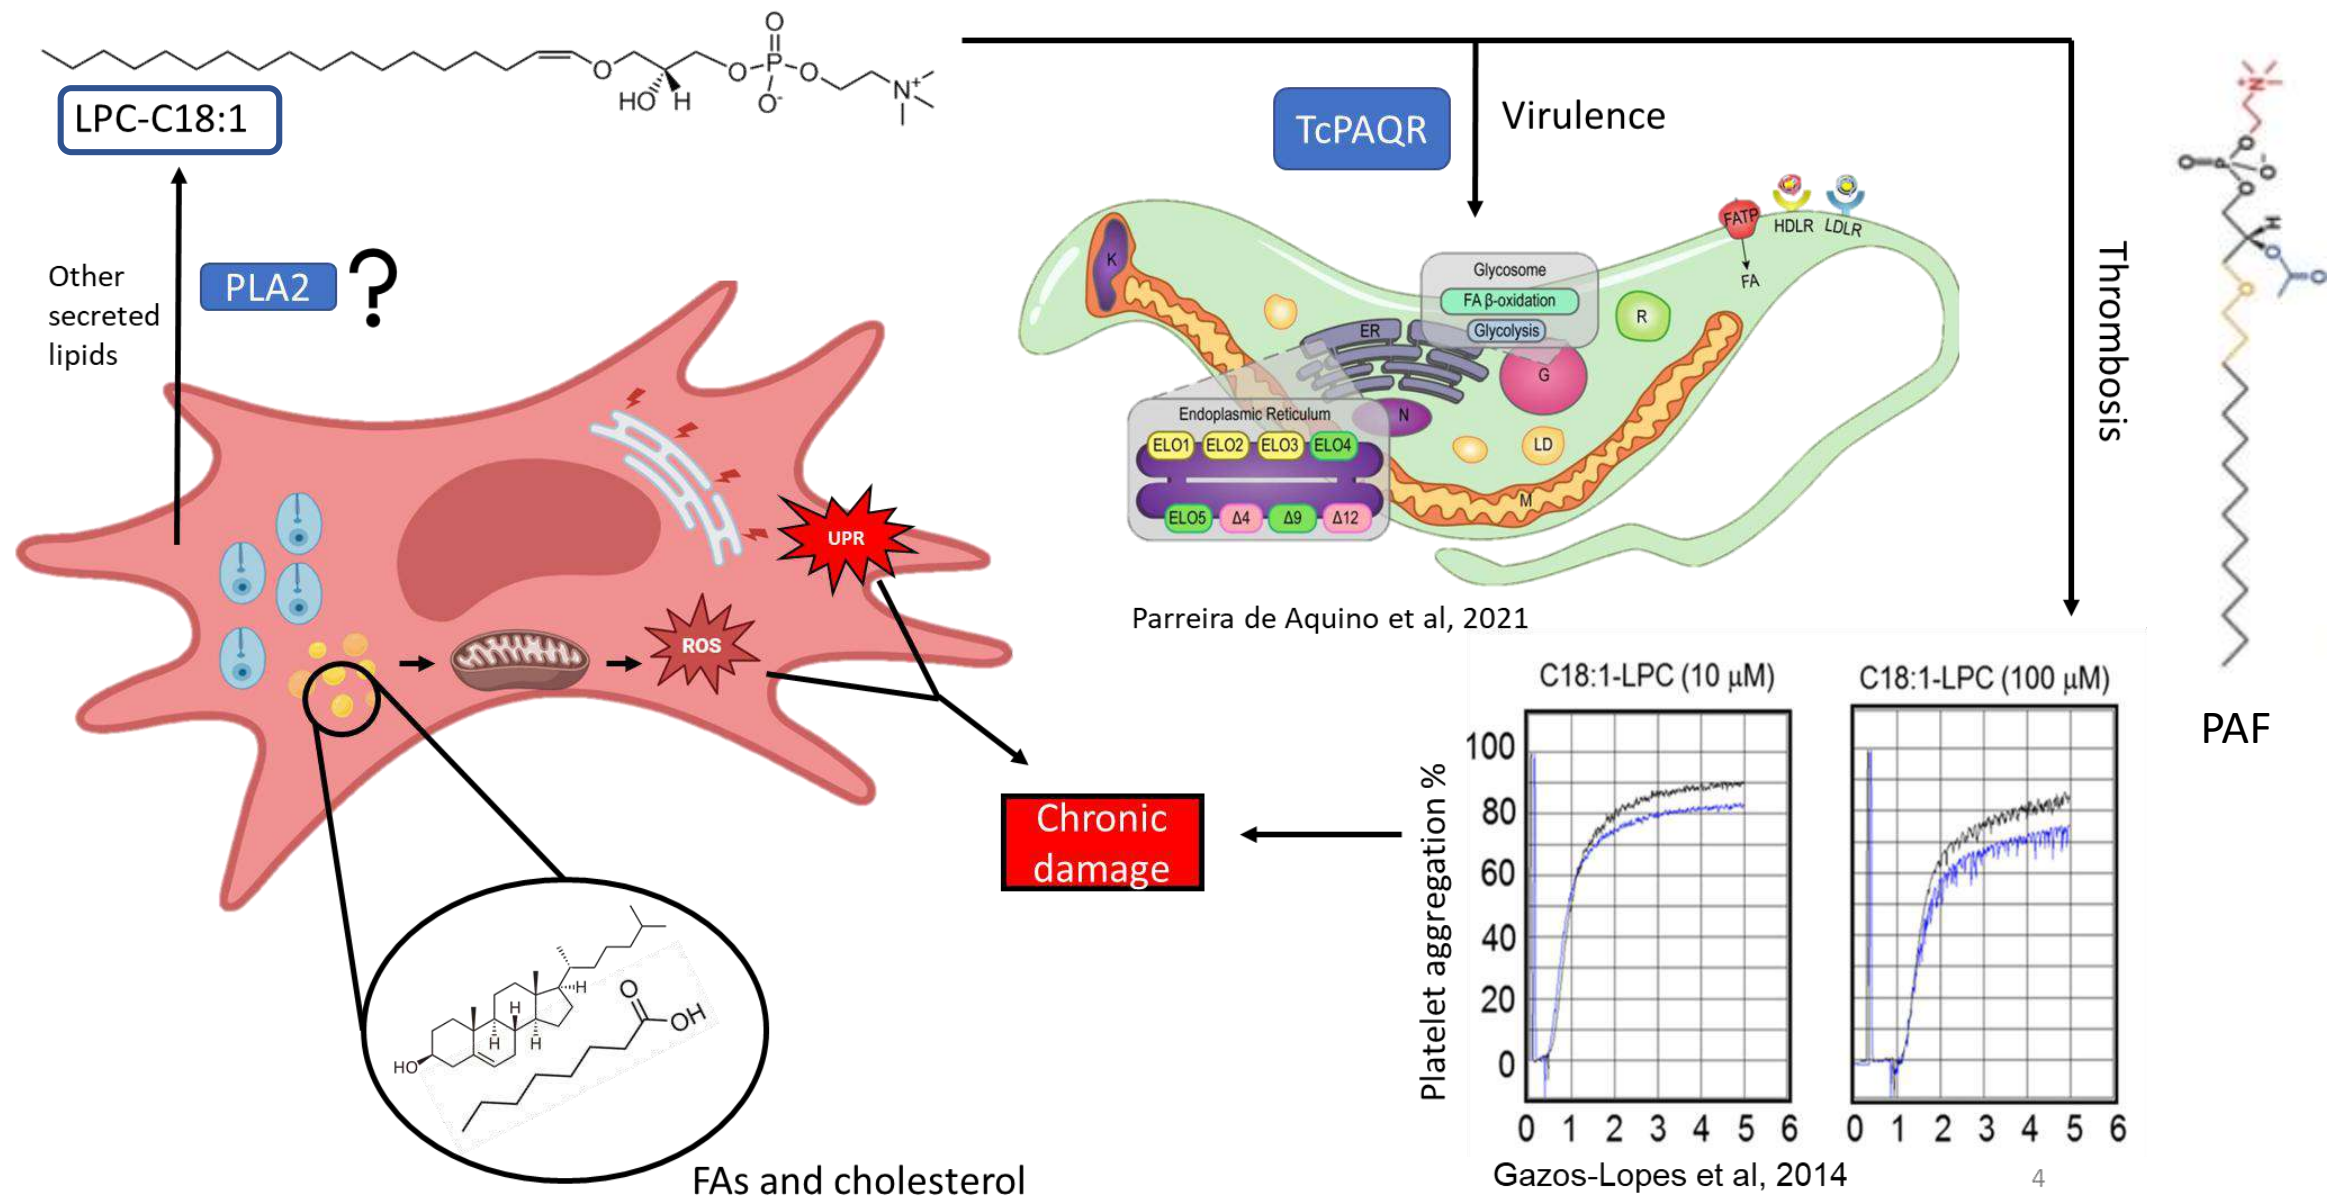 O
O
P
O
O
O-
N+
HO
H
LPC-C18:1
Other
secreted
lipids
PLA2
?
UPR
ROS
O
OH
H
H
H
H
HO
FAs and cholesterol
TcPAQR
Virulence
K
FATP
HDLR
LDLR
FA
Glycosome
FA β-oxidation
Glycolysis
ER
R
G
N
LD
M
Endoplasmic Reticulum
ELO1
ELO2
ELO3
ELO4
ELO5
Δ4
Δ9
Δ12
Parreira de Aquino et al, 2021
Thrombosis
N+
O
O
P
O-
O
H
O
O
O
PAF
Chronic
damage
C18:1-LPC (10 µM)
C18:1-LPC (100 µM)
Platelet aggregation %
100
80
60
40
20
0
0 1 2 3 4 5 6
0 1 2 3 4 5 6
Gazos-Lopes et al, 2014
4